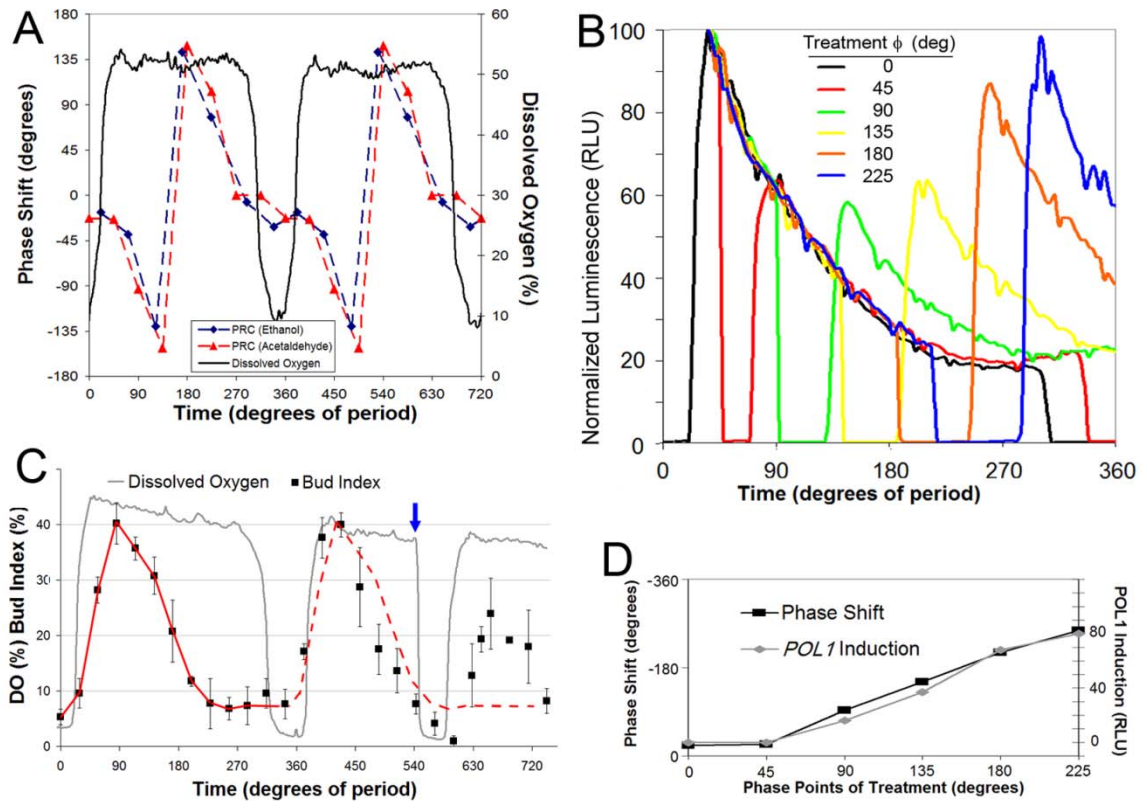 A
Phase Shift (degrees)
180
135
90
45
0
-45
-90
-135
-180
60
50
40
30
20
10
0
Dissolved Oxygen (%)
PRC (Ethanol)
PRC (Acetaldehyde)
Dissolved Oxygen
0 90 180 270 360 450 540 630 720
Time (degrees of period)
B
Normalized Luminescence (RLU)
100
80
60
40
20
0
Treatment ϕ (deg)
0
45
90
135
180
225
0 90 180 270 360
Time (degrees of period)
C
Dissolved Oxygen
Bud Index
DO (%) Bud Index (%)
40
30
20
10
0
0 90 180 270 360 450 540 630 720
Time (degrees of period)
D
Phase Shift (degrees)
-360
-180
0
Phase Shift
POL1 Induction
80
40
0
POL1 Induction (RLU)
0 45 90 135 180 225
Phase Points of Treatment (degrees)